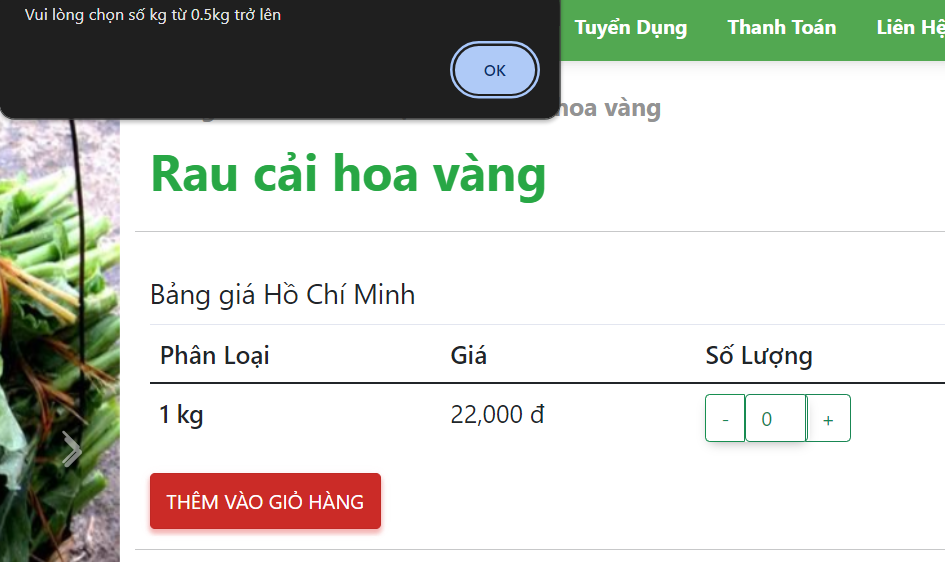 Vui lòng chọn số kg từ 0.5kg trở lên
OK
Tuyển Dụng Thanh Toán Liên Hệ
hoa vàng
Rau cải hoa vàng
Bảng giá Hồ Chí Minh
Phân Loại Giá Số Lượng
1 kg 22,000 đ - 0 +
THÊM VÀO GIỎ HÀNG